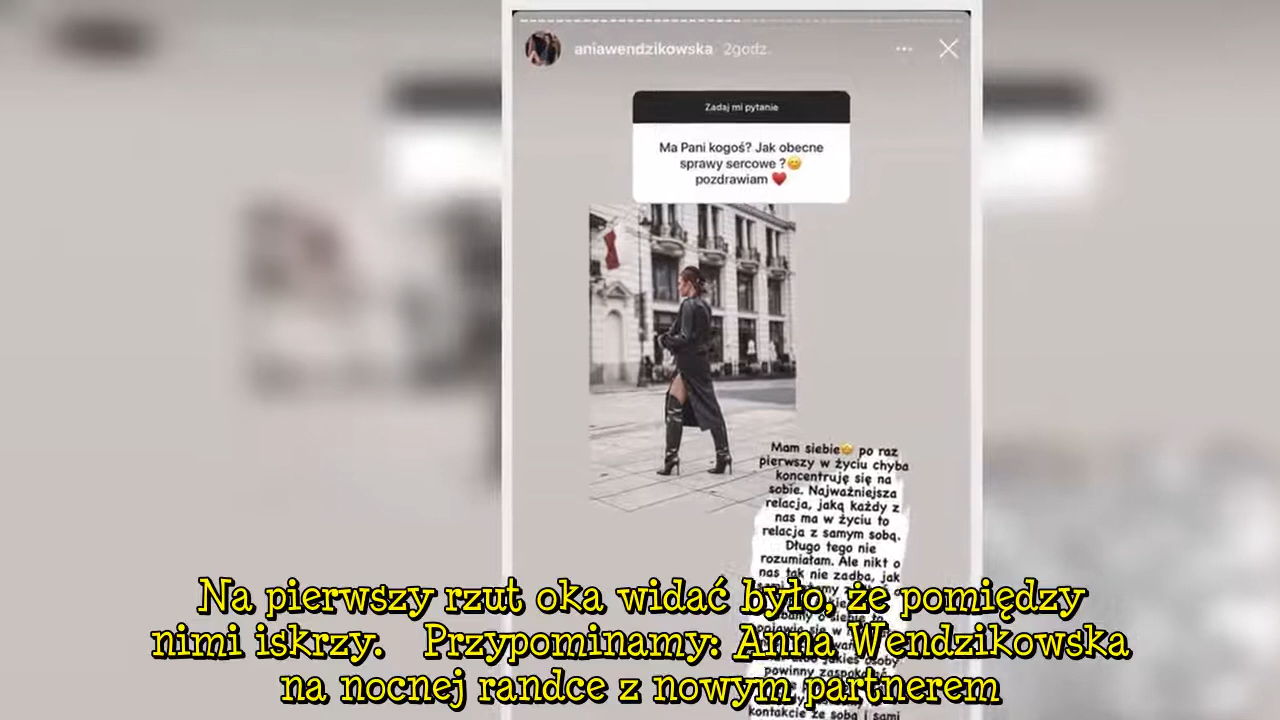 aniawendzikowska 2godz.
Zadaj mi pytanie
Ma Pani kogoś? Jak obecne
sprawy sercowe ?😊
pozdrawiam ❤️
Mam siebie🤩 po raz
pierwszy w życiu chyba
koncentruję się na
sobie. Najważniejsza
relacja, jaką każdy z
nas ma w życiu to
relacja z samym sobą.
Długo tego nie
rozumiałam. Ale nikt o
nas tak nie zadba, jak
jakieś osoby
powinny
kontakcie ze sobą i sami
Na pierwszy rzut oka widać było, że pomiędzy
nimi iskrzy. Przypominamy: Anna Wendzikowska
na nocnej randce z nowym partnerem